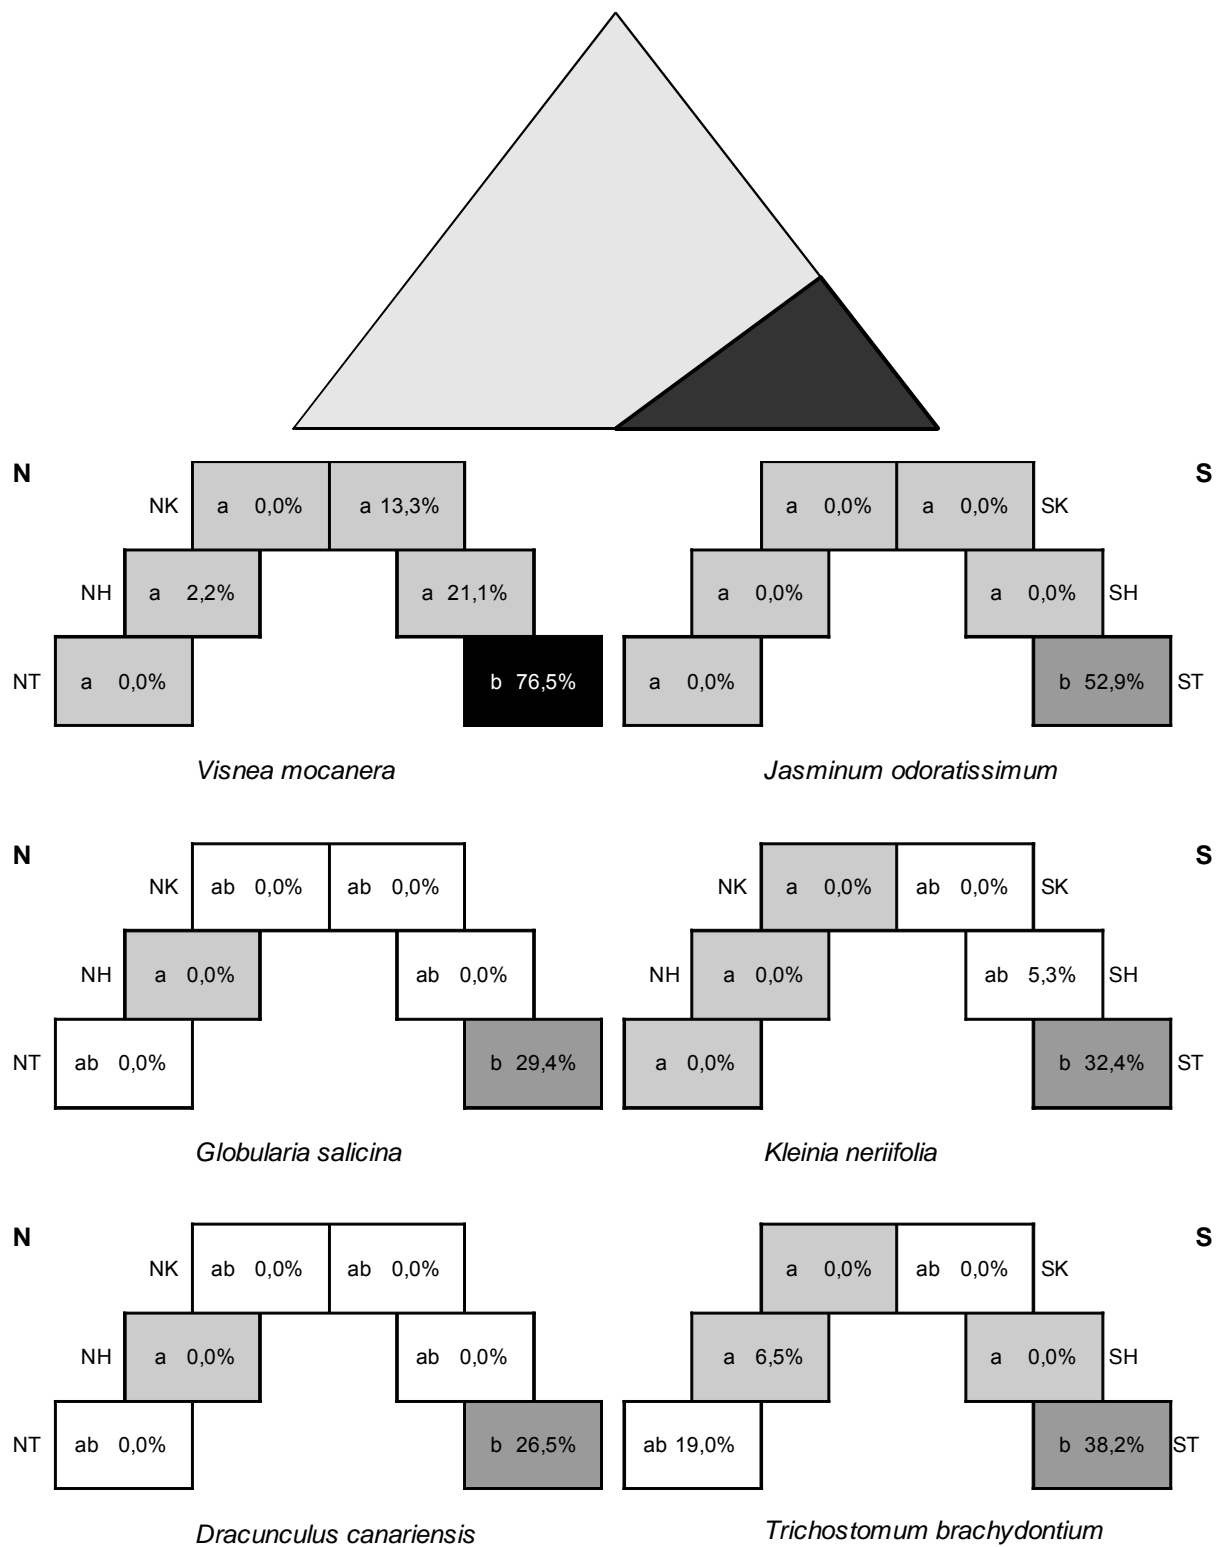 N S
NK a 0,0% a 13,3% a 0,0% a 0,0% SK
NH a 2,2% a 21,1% a 0,0% a 0,0% SH
NT a 0,0% b 76,5% a 0,0% b 52,9% ST
Visnea mocanera Jasminum odoratissimum
N S
NK ab 0,0% ab 0,0% NK a 0,0% ab 0,0% SK
NH a 0,0% ab 0,0% NH a 0,0% ab 5,3% SH
NT ab 0,0% b 29,4% a 0,0% b 32,4% ST
Globularia salicina Kleinia neriifolia
N S
NK ab 0,0% ab 0,0% a 0,0% ab 0,0% SK
NH a 0,0% ab 0,0% a 6,5% a 0,0% SH
NT ab 0,0% b 26,5% ab 19,0% b 38,2% ST
Dracunculus canariensis Trichostomum brachydontium